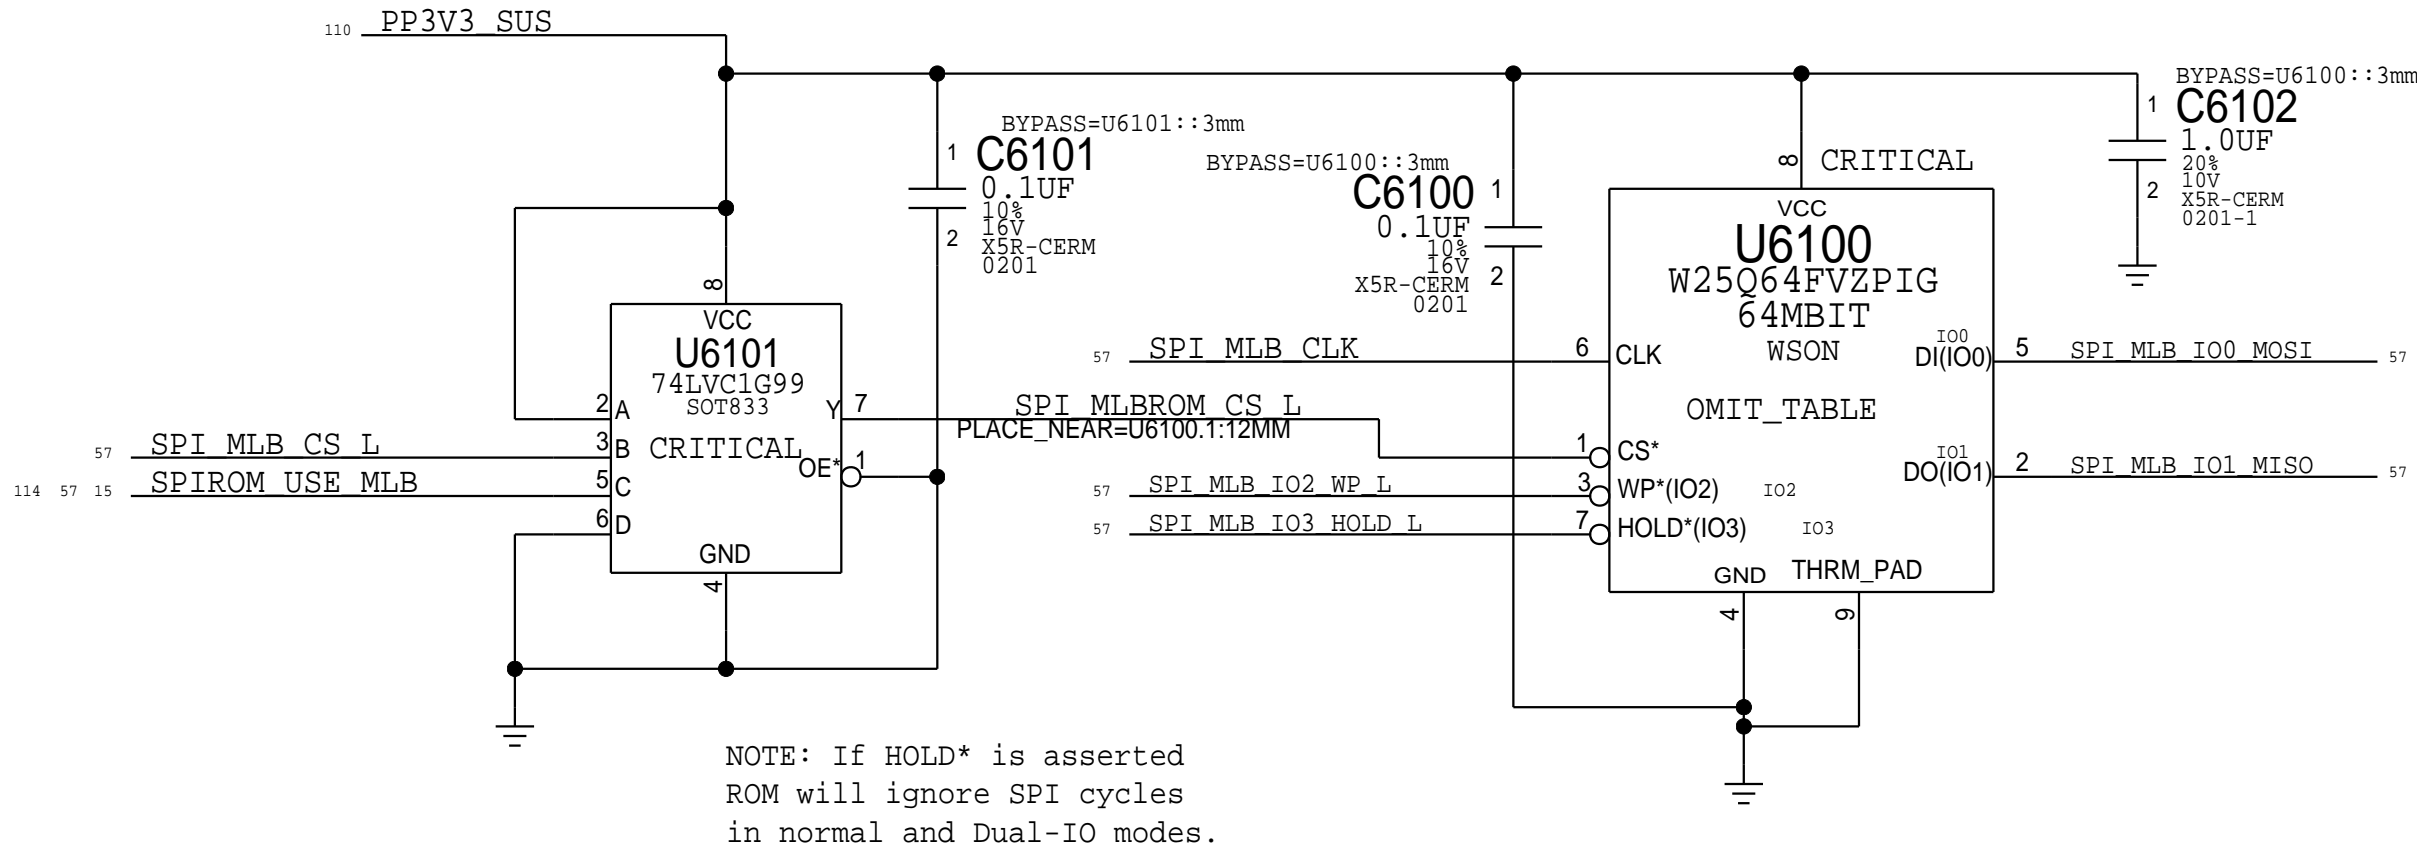 110 PP3V3_SUS
BYPASS=U6101::3mm
1 C6101
0.1UF
10%
16V
2 X5R-CERM
0201
BYPASS=U6100::3mm
C6100 1
0.1UF
10%
16V
X5R-CERM 2
0201
BYPASS=U6100::3mm
1 C6102
1.0UF
20%
10V
2 X5R-CERM
0201-1
8
VCC
U6101
74LVC1G99
SOT833
CRITICAL
2 A
57 SPI_MLB_CS_L 3 B
114 57 15 SPIROM_USE_MLB 5 C
6 D
Y 7
OE* 1
GND
4
SPI_MLBROM_CS_L
PLACE_NEAR=U6100.1:12MM
8 CRITICAL
VCC
U6100
W25Q64FVZPIG
64MBIT
WSON
OMIT_TABLE
57 SPI_MLB_CLK 6 CLK
1 CS*
57 SPI_MLB_IO2_WP_L 3 WP*(IO2) IO2
57 SPI_MLB_IO3_HOLD_L 7 HOLD*(IO3) IO3
IO0
DI(IO0) 5 SPI_MLB_IO0_MOSI 57
IO1
DO(IO1) 2 SPI_MLB_IO1_MISO 57
GND THRM_PAD
4 9
NOTE: If HOLD* is asserted
ROM will ignore SPI cycles
in normal and Dual-IO modes.